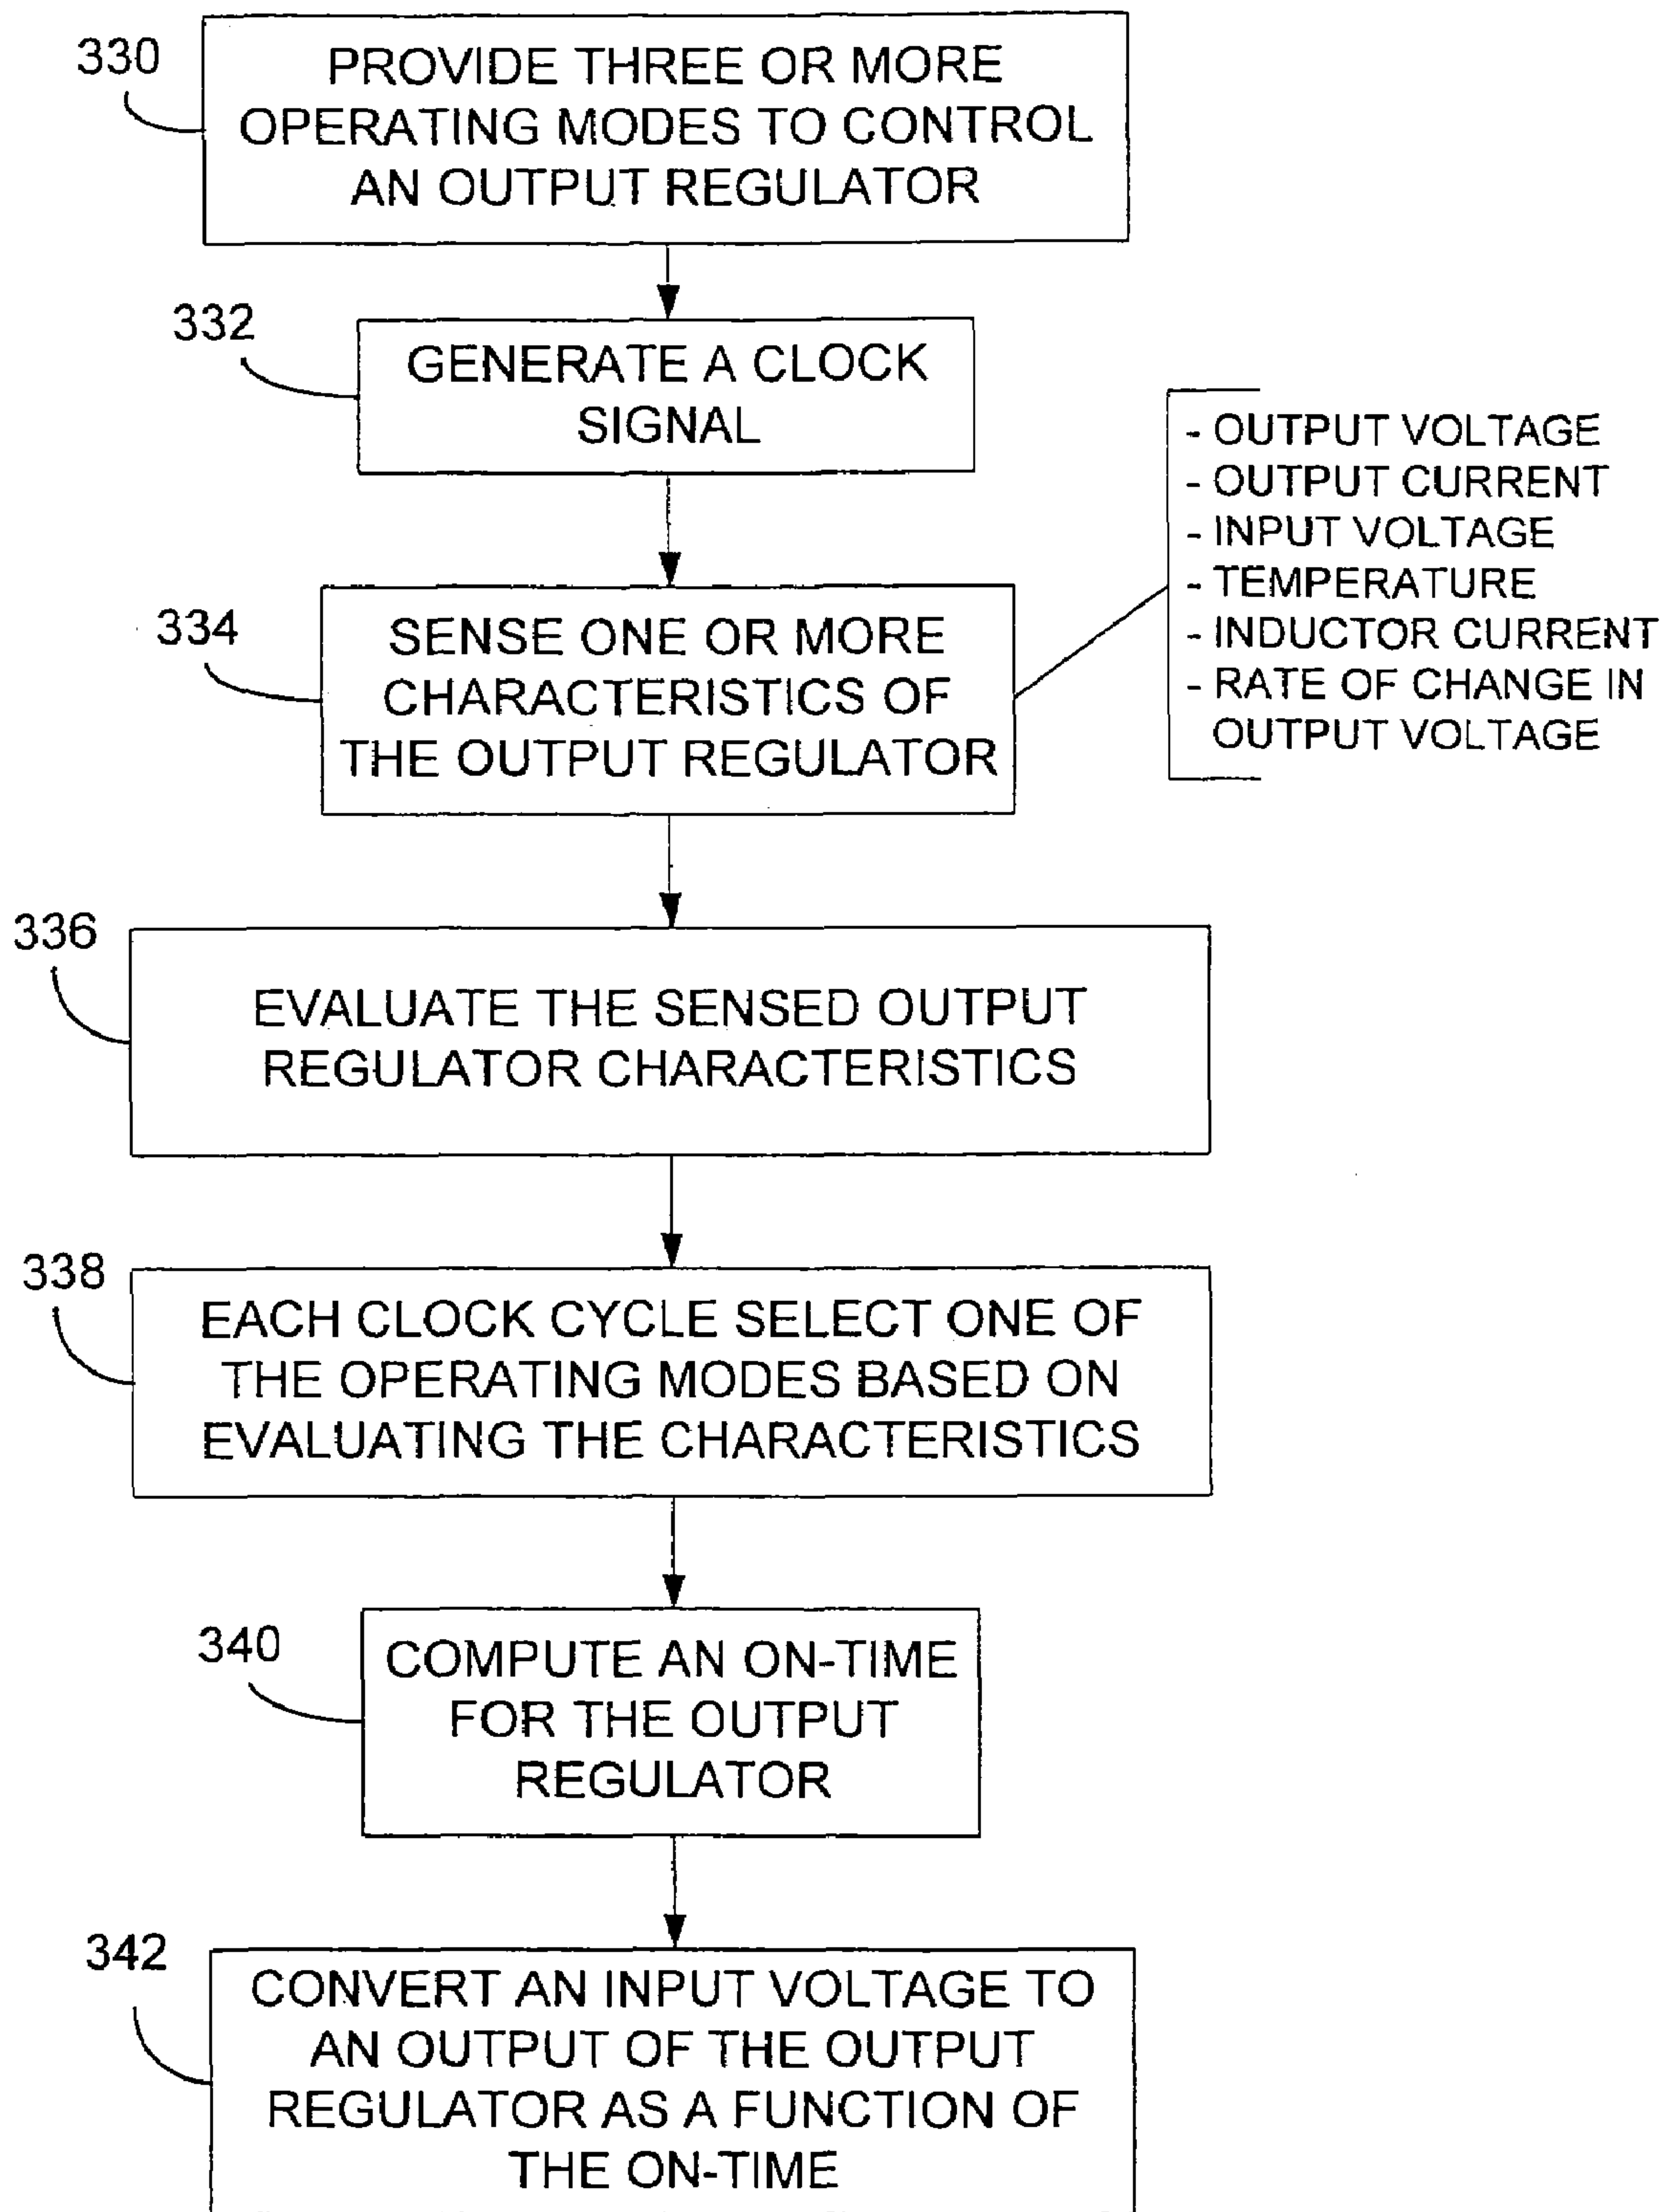 330
PROVIDE THREE OR MORE
OPERATING MODES TO CONTROL
AN OUTPUT REGULATOR
332
GENERATE A CLOCK
SIGNAL
334
SENSE ONE OR MORE
CHARACTERISTICS OF
THE OUTPUT REGULATOR
- OUTPUT VOLTAGE
- OUTPUT CURRENT
- INPUT VOLTAGE
- TEMPERATURE
- INDUCTOR CURRENT
- RATE OF CHANGE IN
OUTPUT VOLTAGE
336
EVALUATE THE SENSED OUTPUT
REGULATOR CHARACTERISTICS
338
EACH CLOCK CYCLE SELECT ONE OF
THE OPERATING MODES BASED ON
EVALUATING THE CHARACTERISTICS
340
COMPUTE AN ON-TIME
FOR THE OUTPUT
REGULATOR
342
CONVERT AN INPUT VOLTAGE TO
AN OUTPUT OF THE OUTPUT
REGULATOR AS A FUNCTION OF
THE ON-TIME